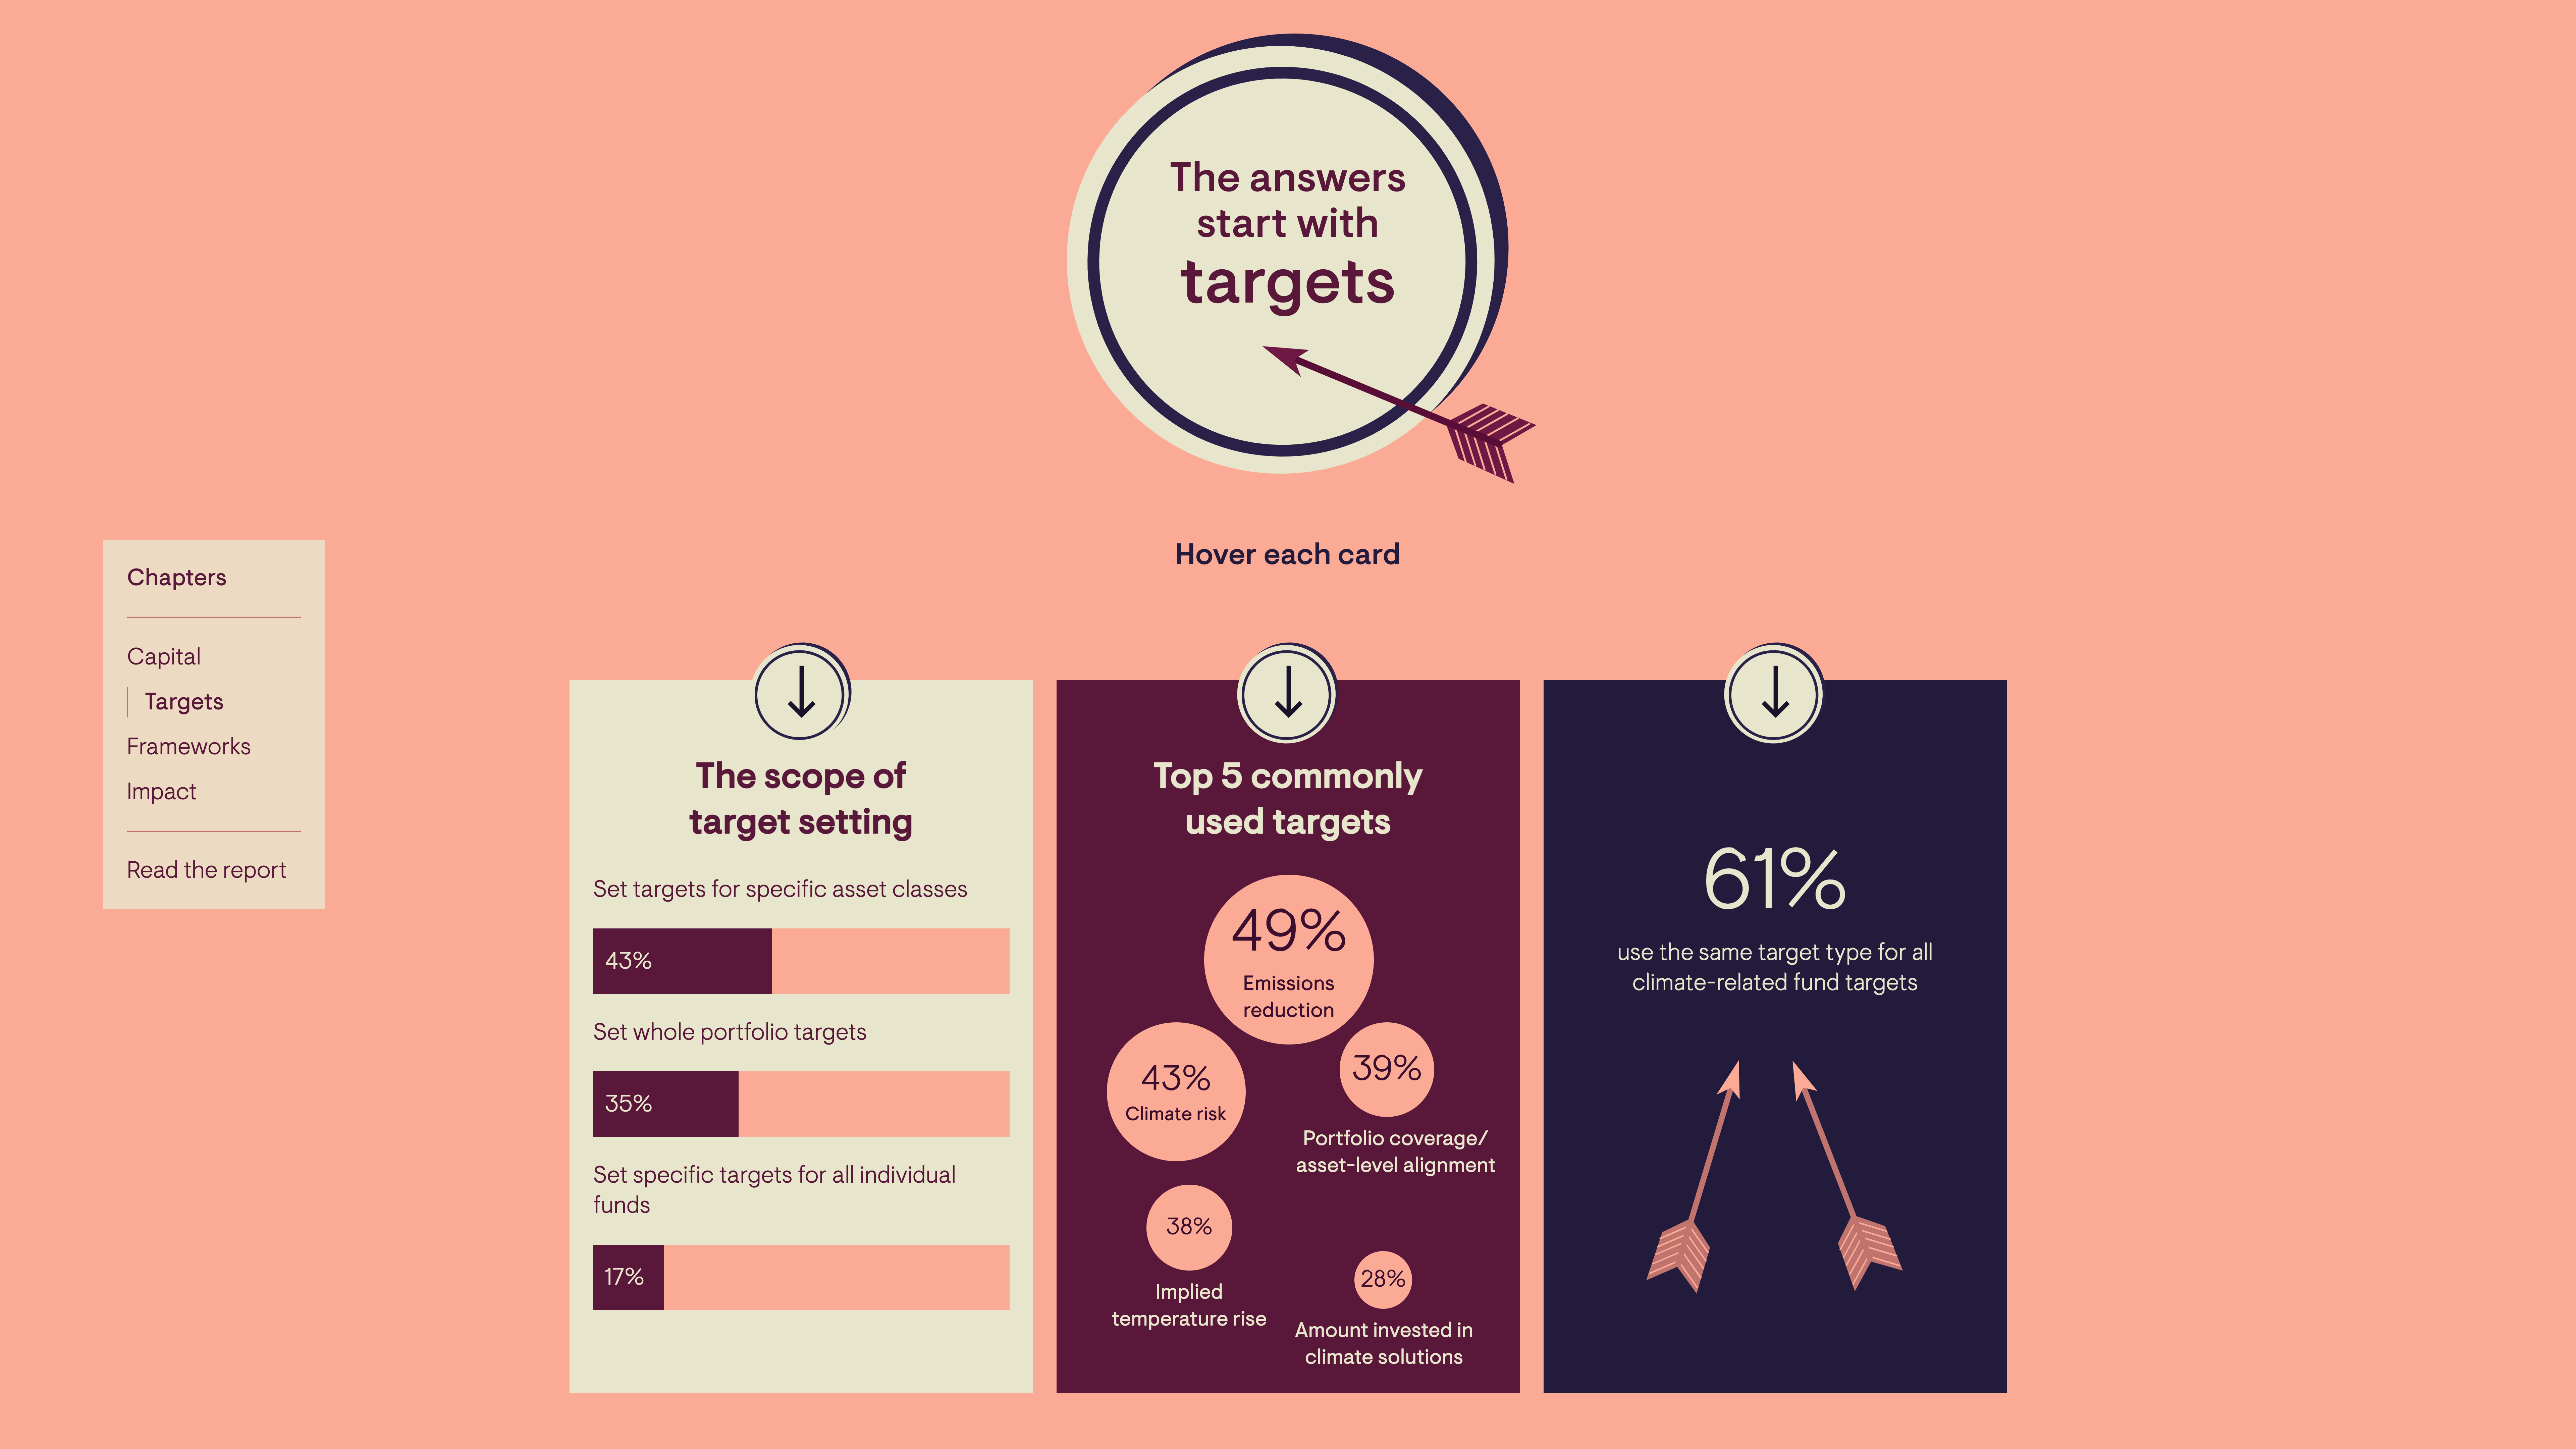 The answers
start with
targets
Hover each card
Chapters
Capital
Targets
Frameworks
Impact
Read the report
The scope of
target setting
Set targets for specific asset classes
43%
Set whole portfolio targets
35%
Set specific targets for all individual
funds
17%
Top 5 commonly
used targets
49%
Emissions
reduction
43%
Climate risk
39%
Portfolio coverage/
asset-level alignment
38%
Implied
temperature rise
28%
Amount invested in
climate solutions
61%
use the same target type for all
climate-related fund targets